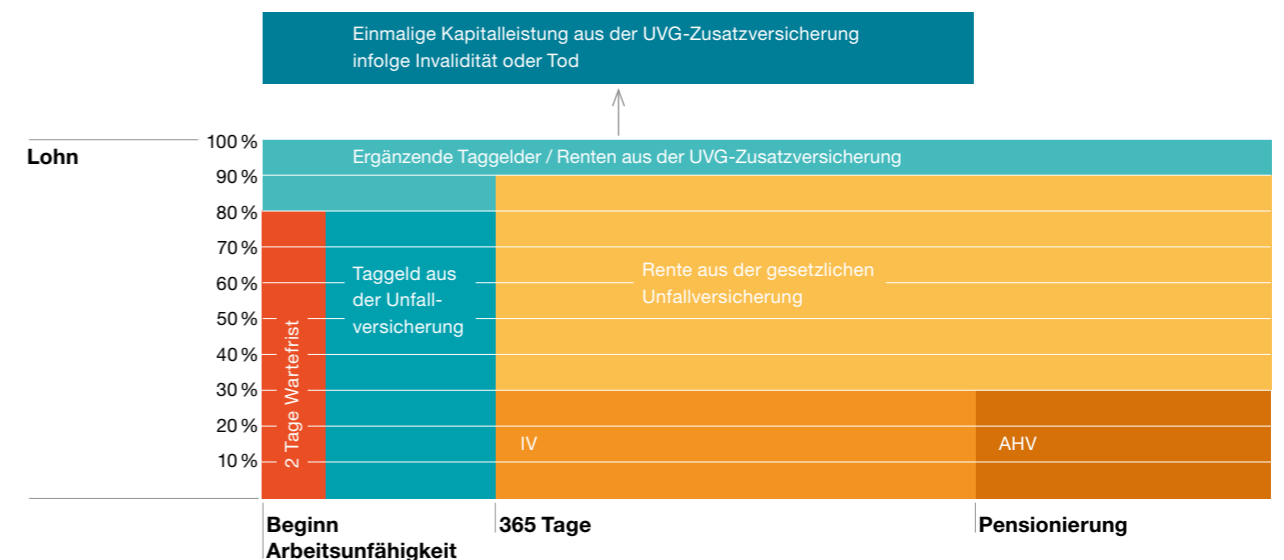 Einmalige Kapitalleistung aus der UVG-Zusatzversicherung
infolge Invalidität oder Tod
Lohn
100 %
Ergänzende Taggelder / Renten aus der UVG-Zusatzversicherung
90 %
80 %
70 %
60 %
50 %
40 %
30 %
20 %
10 %
2 Tage Wartefrist
Taggeld aus
der Unfall-
versicherung
Rente aus der gesetzlichen
Unfallversicherung
IV
AHV
Beginn
Arbeitsunfähigkeit
365 Tage
Pensionierung